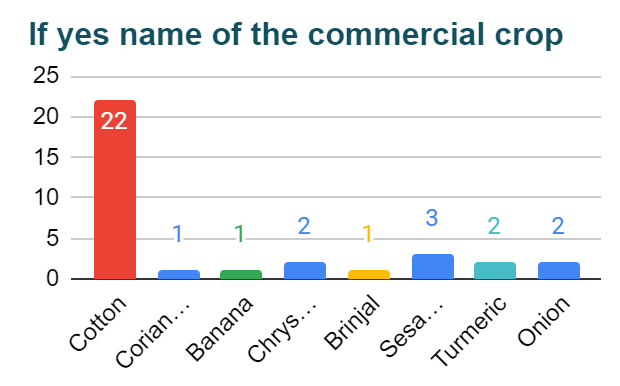 If yes name of the commercial crop
25
20
15
10
5
0
22
1
1
2
1
3
2
2
Cotton
Corian…
Banana
Chrys…
Brinjal
Sesa…
Turmeric
Onion